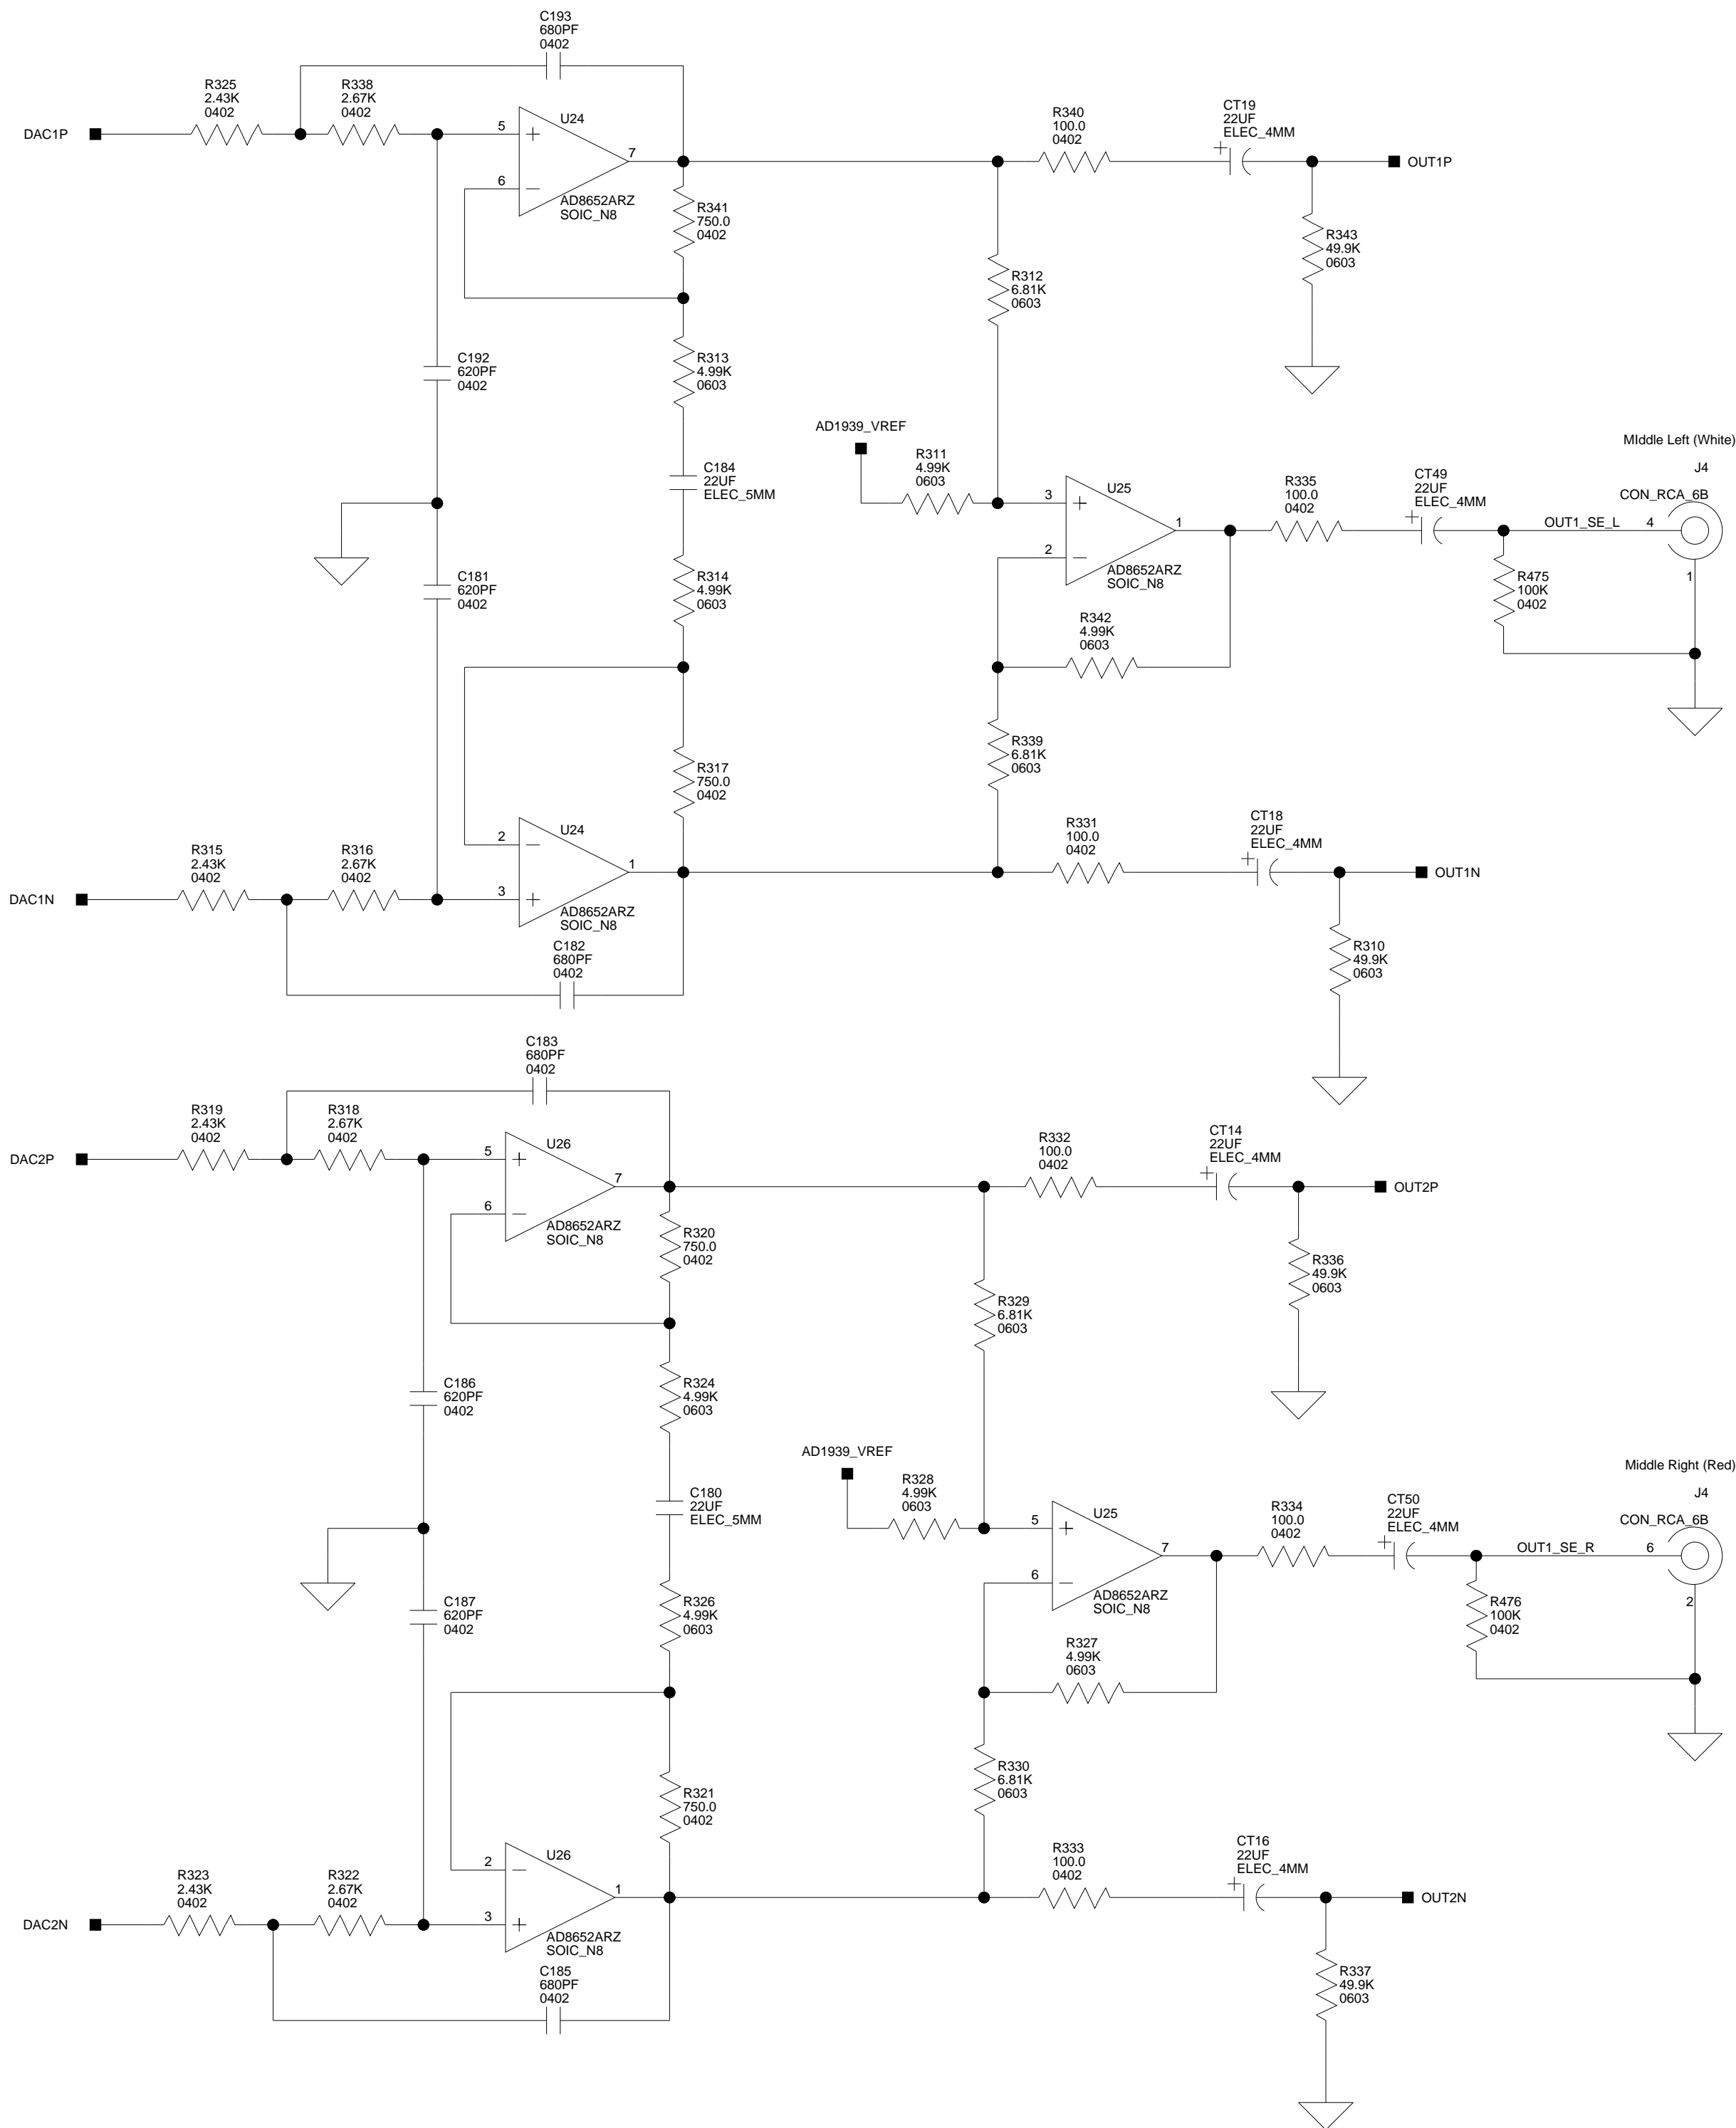 C193
680PF
0402
R325
2.43K
0402
R338
2.67K
0402
DAC1P
5
6
7
U24
AD8652ARZ
SOIC_N8
R340
100.0
0402
CT19
22UF
ELEC_4MM
OUT1P
R341
750.0
0402
R343
49.9K
0603
R312
6.81K
0603
C192
620PF
0402
R313
4.99K
0603
AD1939_VREF
R311
4.99K
0603
C184
22UF
ELEC_5MM
3
2
1
U25
AD8652ARZ
SOIC_N8
R335
100.0
0402
CT49
22UF
ELEC_4MM
MIddle Left (White)
J4
CON_RCA_6B
OUT1_SE_L
4
1
R475
100K
0402
C181
620PF
0402
R314
4.99K
0603
R342
4.99K
0603
R339
6.81K
0603
R317
750.0
0402
R315
2.43K
0402
R316
2.67K
0402
DAC1N
2
3
1
U24
AD8652ARZ
SOIC_N8
R331
100.0
0402
CT18
22UF
ELEC_4MM
OUT1N
C182
680PF
0402
R310
49.9K
0603
C183
680PF
0402
R319
2.43K
0402
R318
2.67K
0402
DAC2P
5
6
7
U26
AD8652ARZ
SOIC_N8
R332
100.0
0402
CT14
22UF
ELEC_4MM
OUT2P
R320
750.0
0402
R336
49.9K
0603
R329
6.81K
0603
C186
620PF
0402
R324
4.99K
0603
AD1939_VREF
R328
4.99K
0603
C180
22UF
ELEC_5MM
5
6
7
U25
AD8652ARZ
SOIC_N8
R334
100.0
0402
CT50
22UF
ELEC_4MM
Middle Right (Red)
J4
CON_RCA_6B
OUT1_SE_R
6
2
R476
100K
0402
C187
620PF
0402
R326
4.99K
0603
R327
4.99K
0603
R330
6.81K
0603
R321
750.0
0402
R323
2.43K
0402
R322
2.67K
0402
DAC2N
2
3
1
U26
AD8652ARZ
SOIC_N8
R333
100.0
0402
CT16
22UF
ELEC_4MM
OUT2N
C185
680PF
0402
R337
49.9K
0603